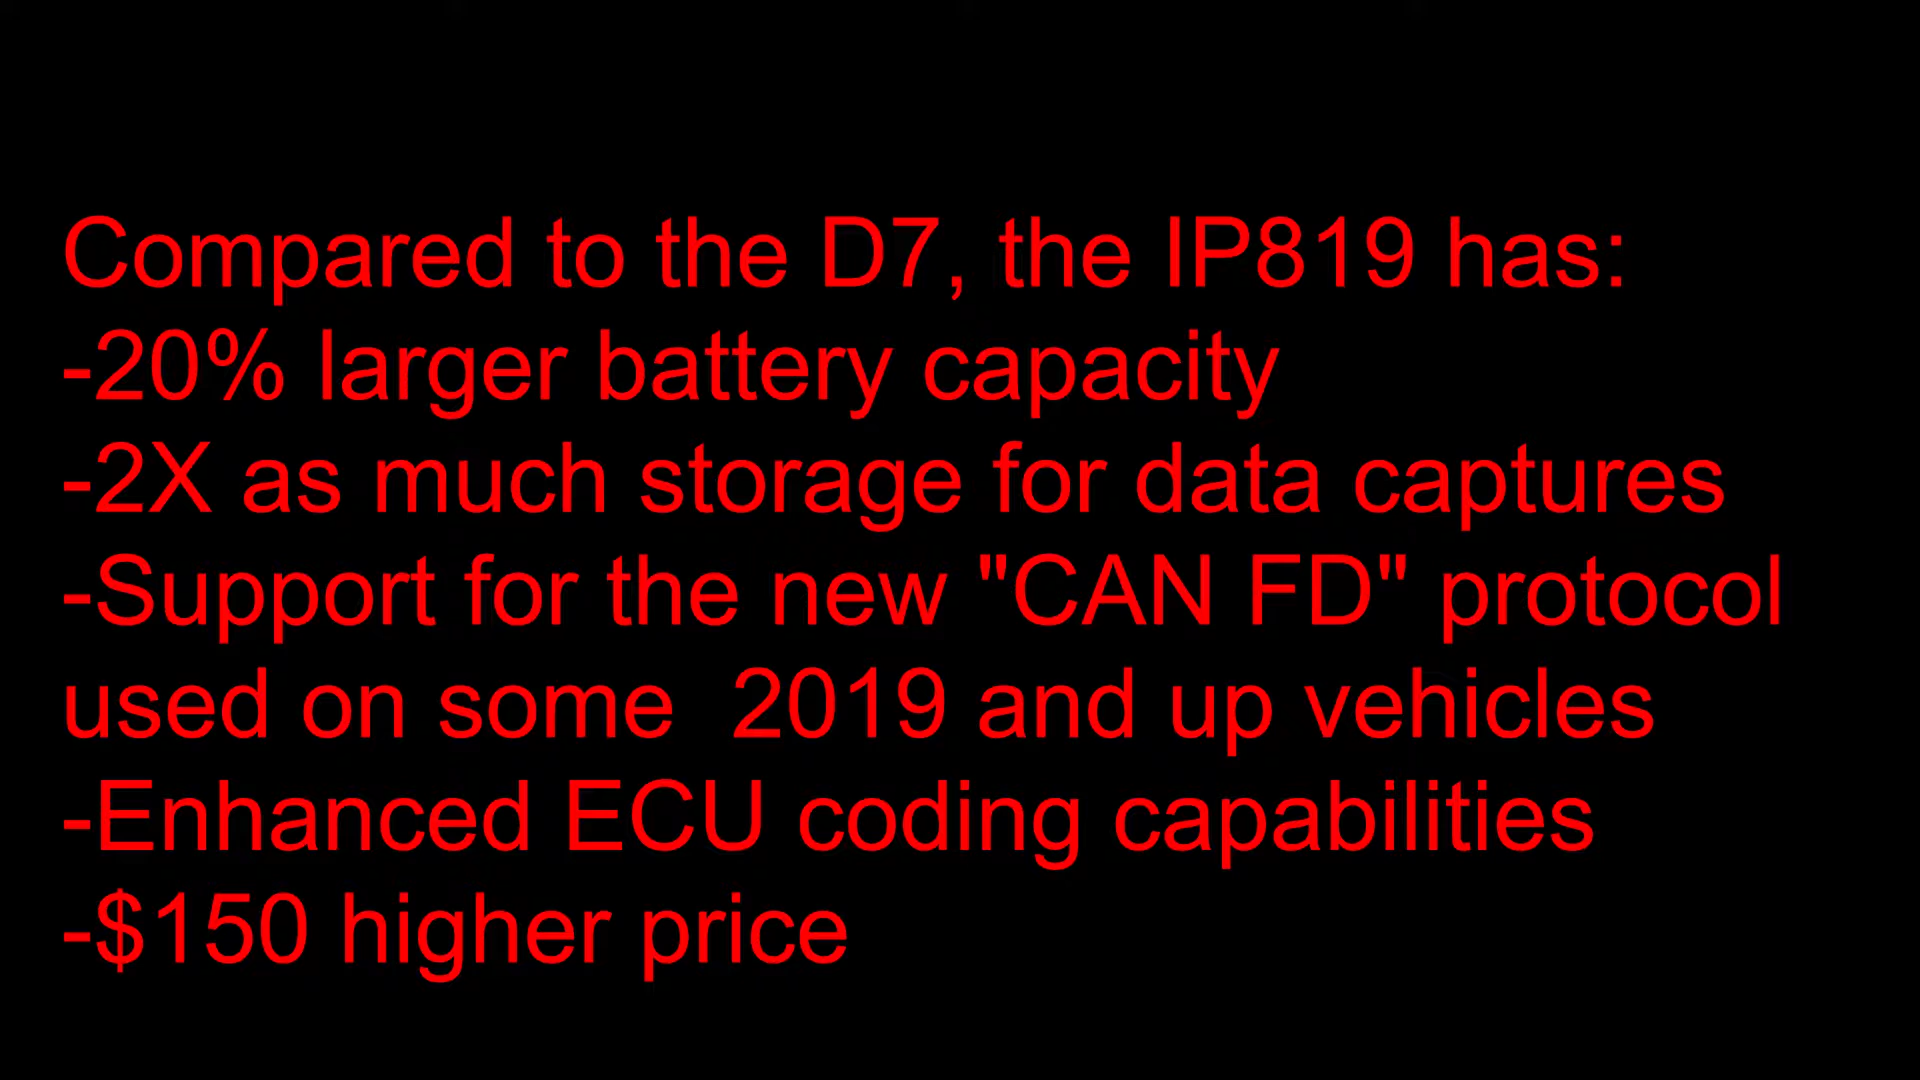 Compared to the D7, the IP819 has:
-20% larger battery capacity
-2X as much storage for data captures
-Support for the new "CAN FD" protocol
used on some  2019 and up vehicles
-Enhanced ECU coding capabilities
-$150 higher price